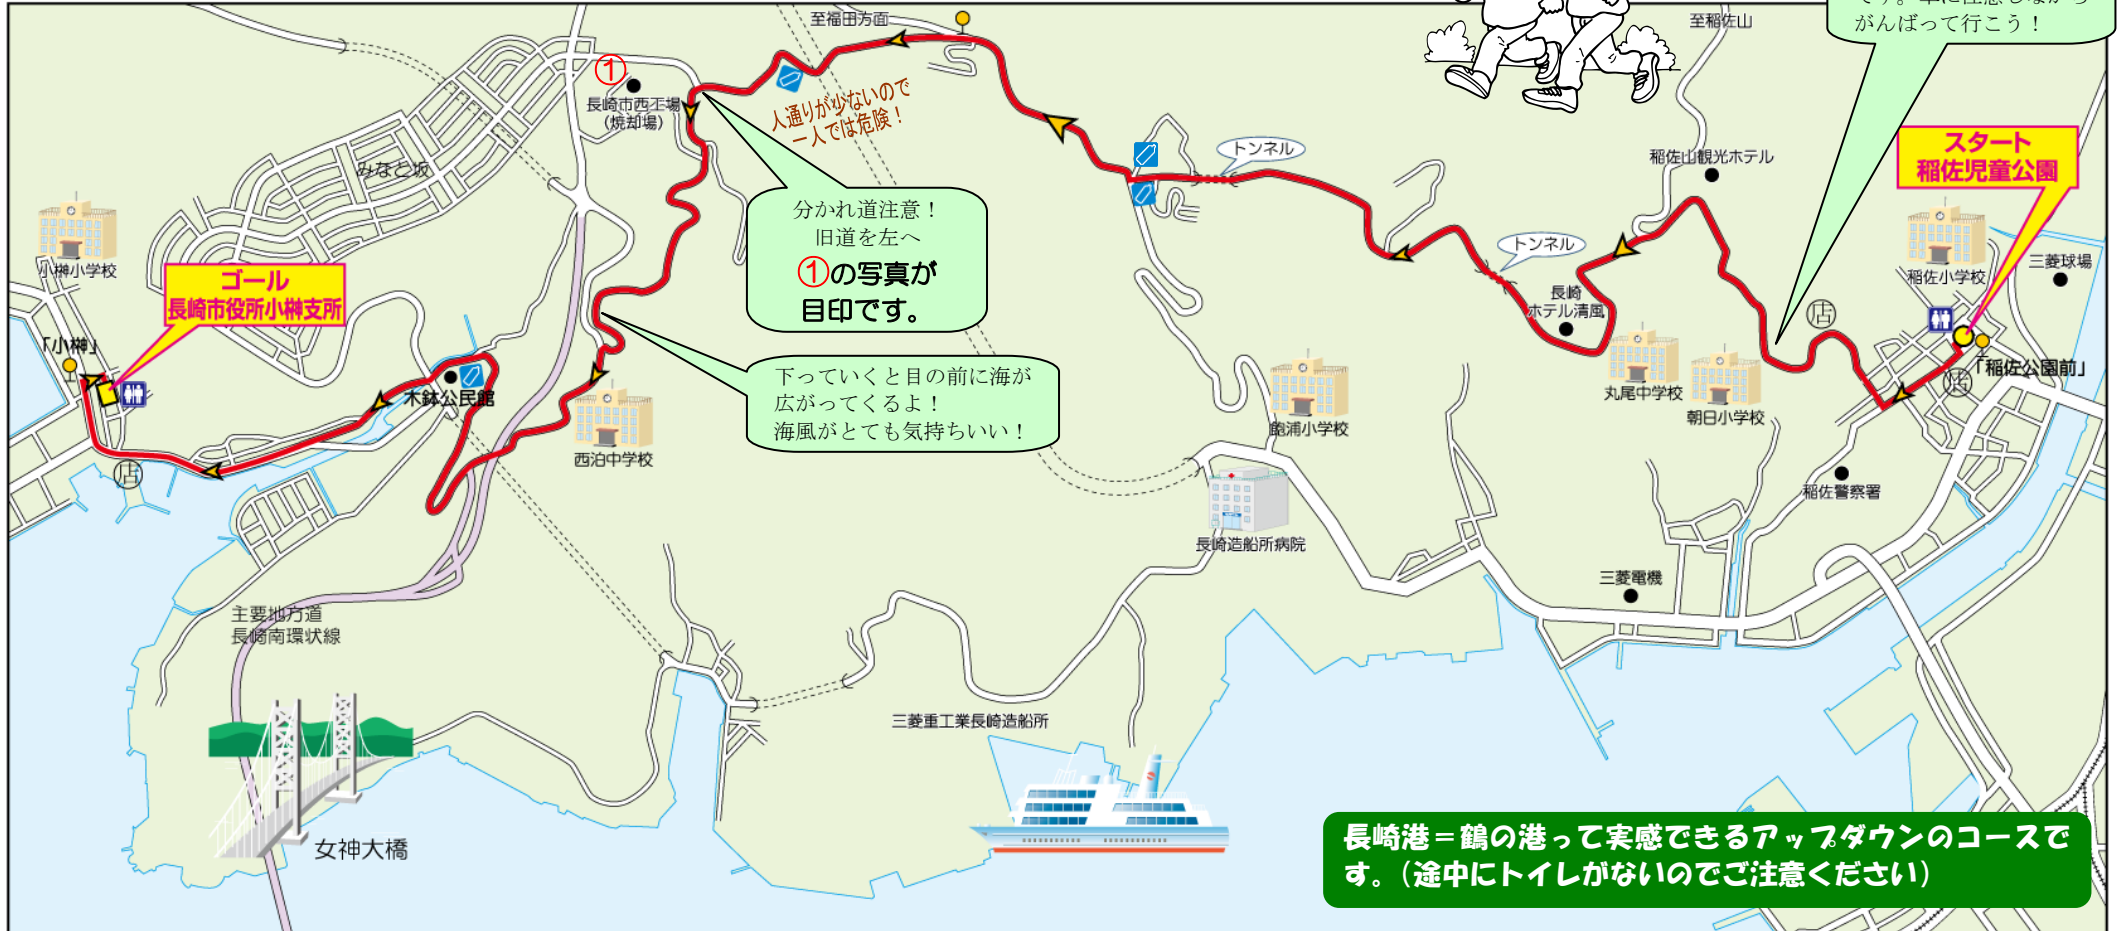 至福田方面
至稲佐山
がんばって行こう！
①
長崎市西工場
（焼却場）
人通りが少ないので
一人では危険！
トンネル
稲佐山観光ホテル
スタート
稲佐児童公園
みなと坂
小榊小学校
分かれ道注意！
旧道を左へ
①の写真が
目印です。
トンネル
稲佐小学校
三菱球場
ゴール
長崎市役所小榊支所
長崎
ホテル清風
店
「小榊」
下っていくと目の前に海が
広がってくるよ！
海風がとても気持ちいい！
丸尾中学校
朝日小学校
店
「稲佐公園前」
木鉢公民館
飽浦小学校
西泊中学校
店
稲佐警察署
長崎造船所病院
三菱電機
主要地方道
長崎南環状線
三菱重工業長崎造船所
女神大橋
長崎港＝鶴の港って実感できるアップダウンのコースで
す。（途中にトイレがないのでご注意ください）